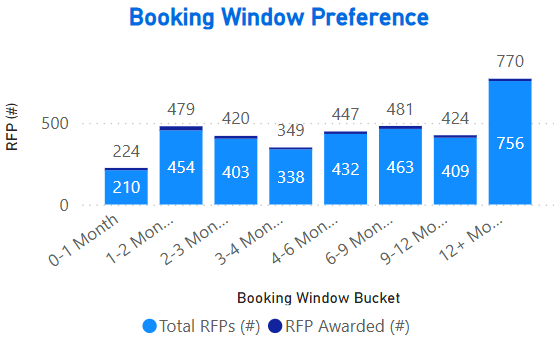 Booking Window Preference
RFP (#)
500
0
224
479
420
349
447
481
424
770
210
454
403
338
432
463
409
756
0-1 Month
1-2 Mon...
2-3 Mon...
3-4 Mon...
4-6 Mon...
6-9 Mon...
9-12 Mo...
12+ Mo...
Booking Window Bucket
Total RFPs (#) RFP Awarded (#)